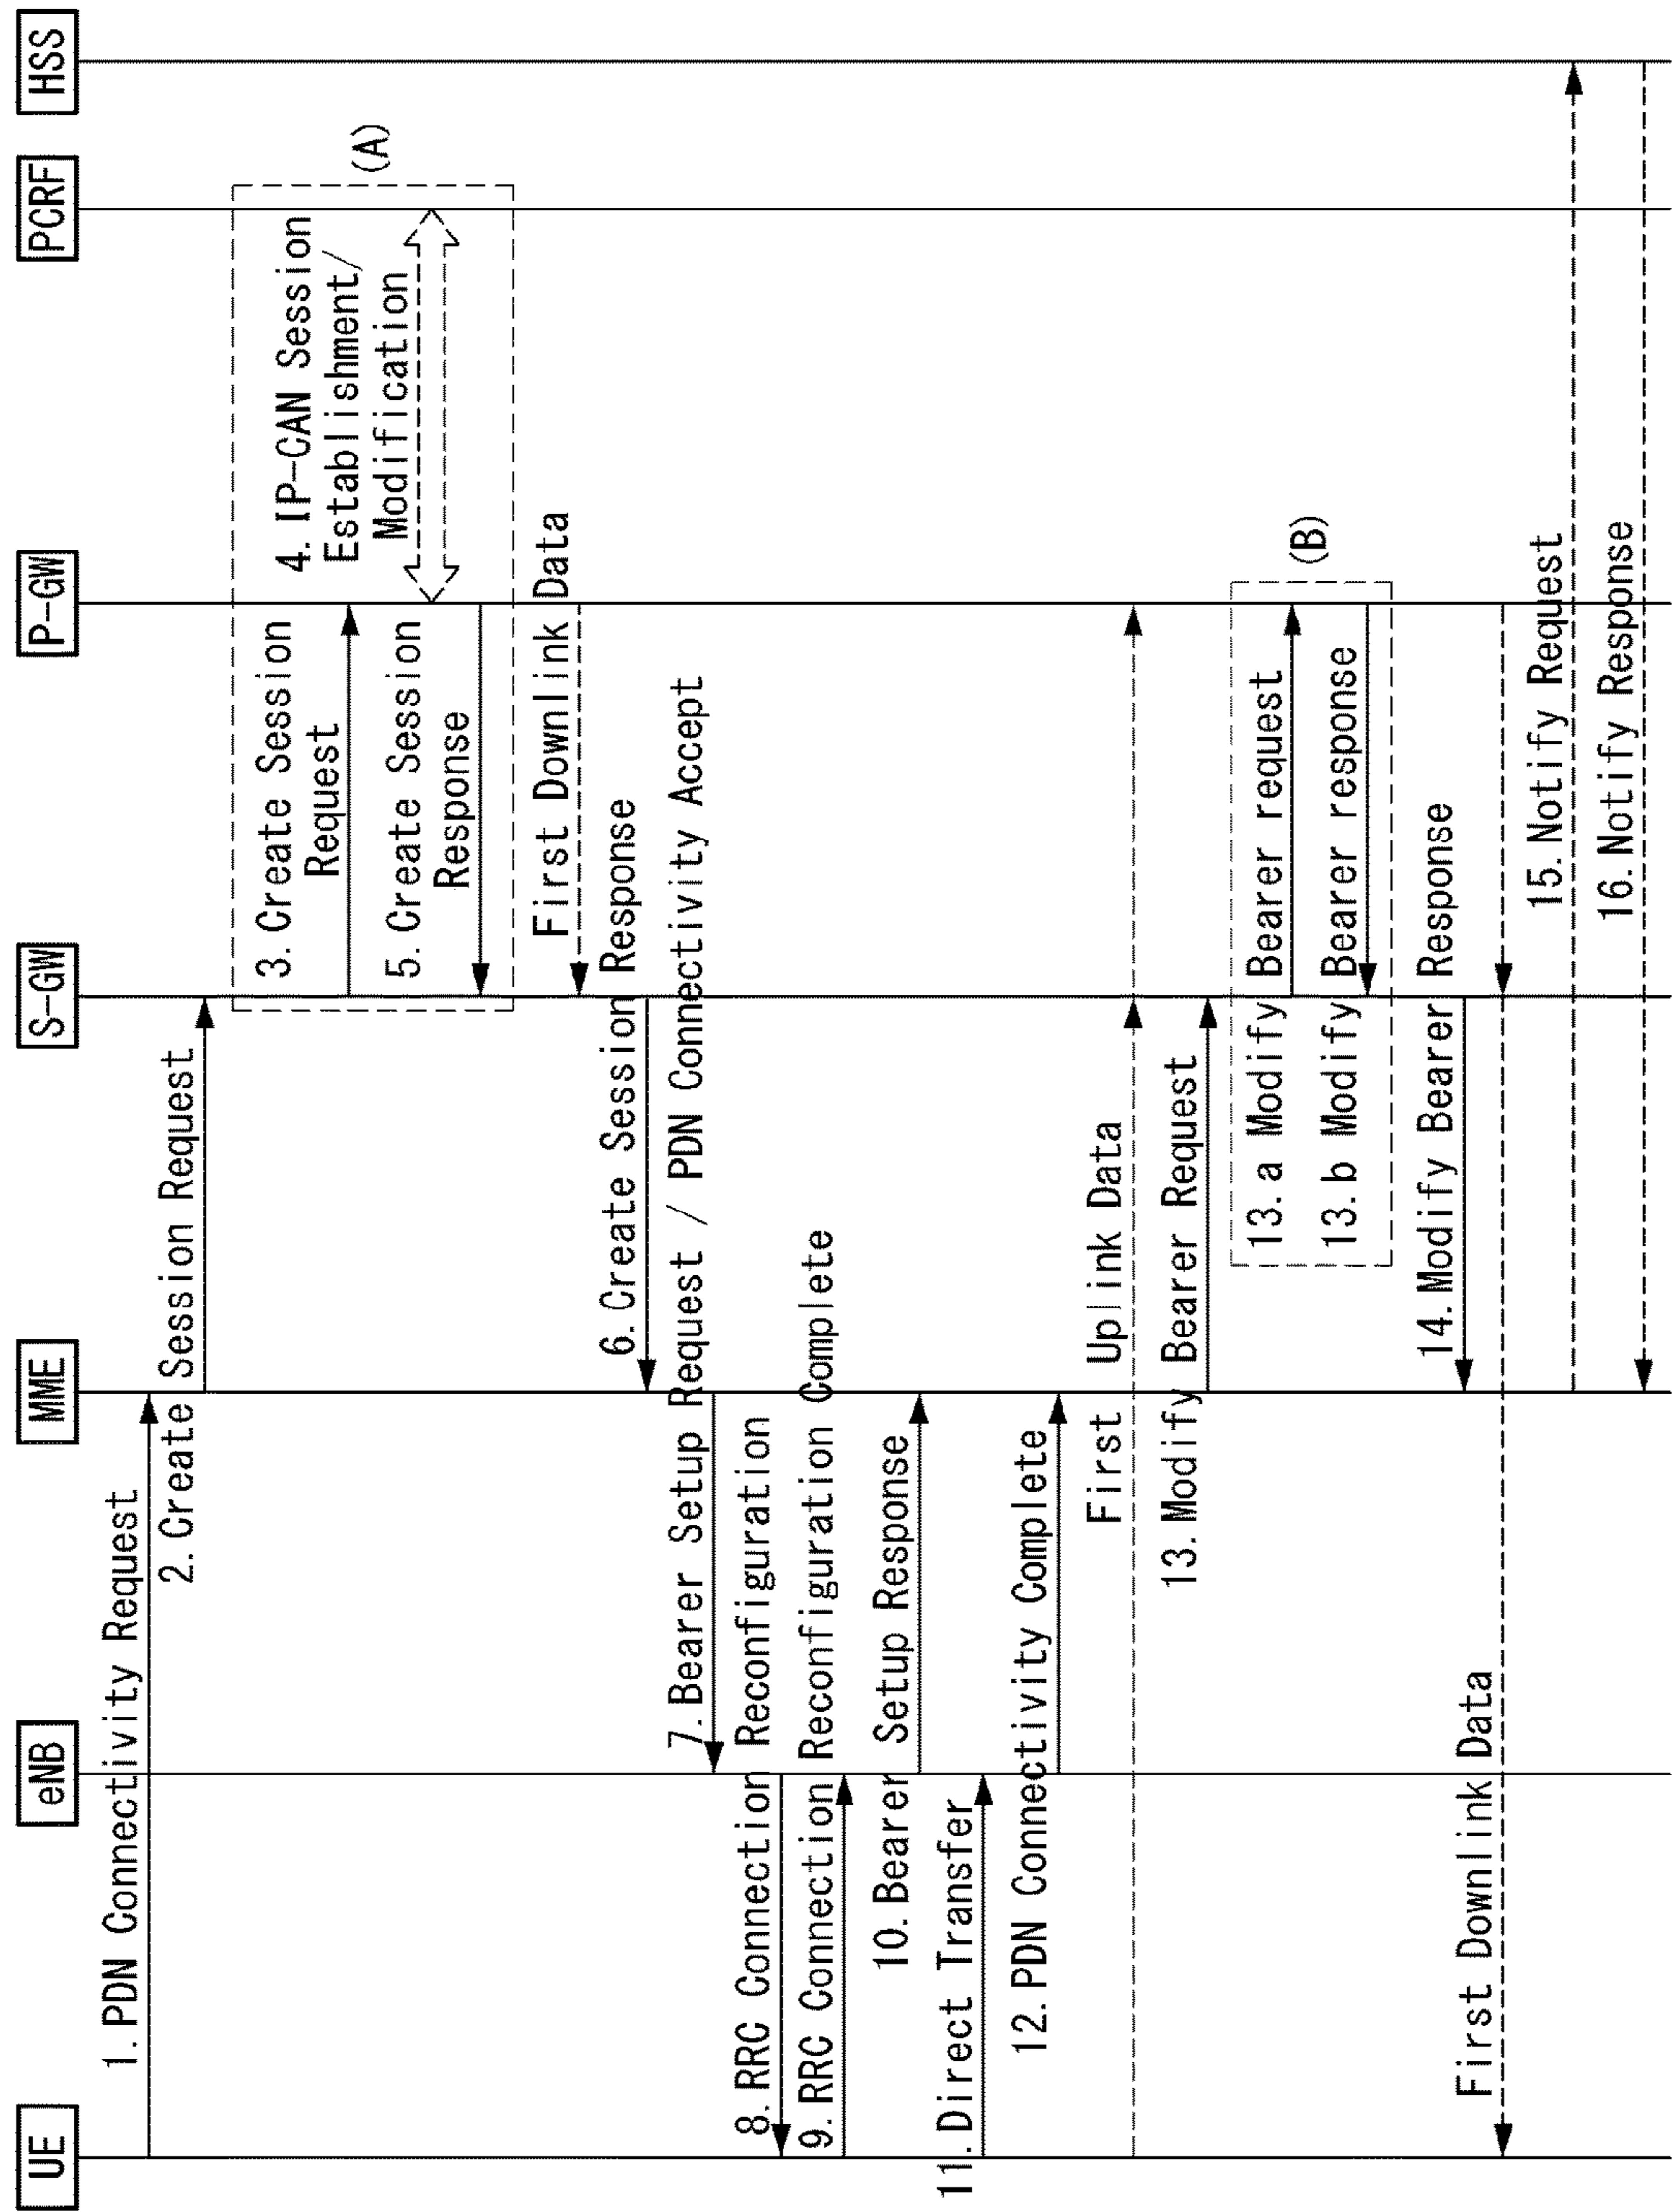 UE
eNB
MME
S-GW
P-GW
PCRF
HSS
1. PDN Connectivity Request
2. Create Session Request
3. Create Session
Request
4. IP-CAN Session
Establishment/
Modification
(A)
5. Create Session
Response
First Downlink Data
6. Create Session Response
7. Bearer Setup Request / PDN Connectivity Accept
8. RRC Connection Reconfiguration
9. RRC Connection Reconfiguration Complete
10. Bearer Setup Response
11. Direct Transfer
12. PDN Connectivity Complete
First Uplink Data
13. Modify Bearer Request
13. a Modify Bearer request
(B)
13. b Modify Bearer response
14. Modify Bearer Response
First Downlink Data
15. Notify Request
16. Notify Response